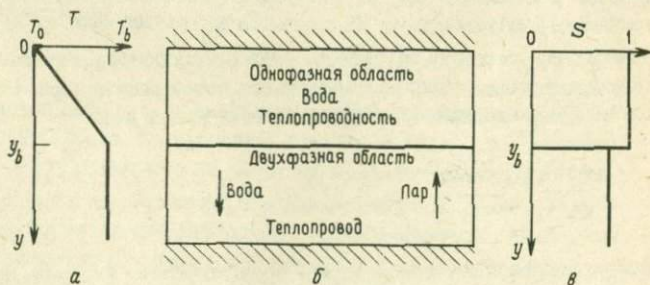 T₀ T T_b
0
y_b
y
а
Однофазная область
Вода
Теплопроводность
Двухфазная область
Вода
Пар
Теплопровод
б
0 S 1
y_b
y
в